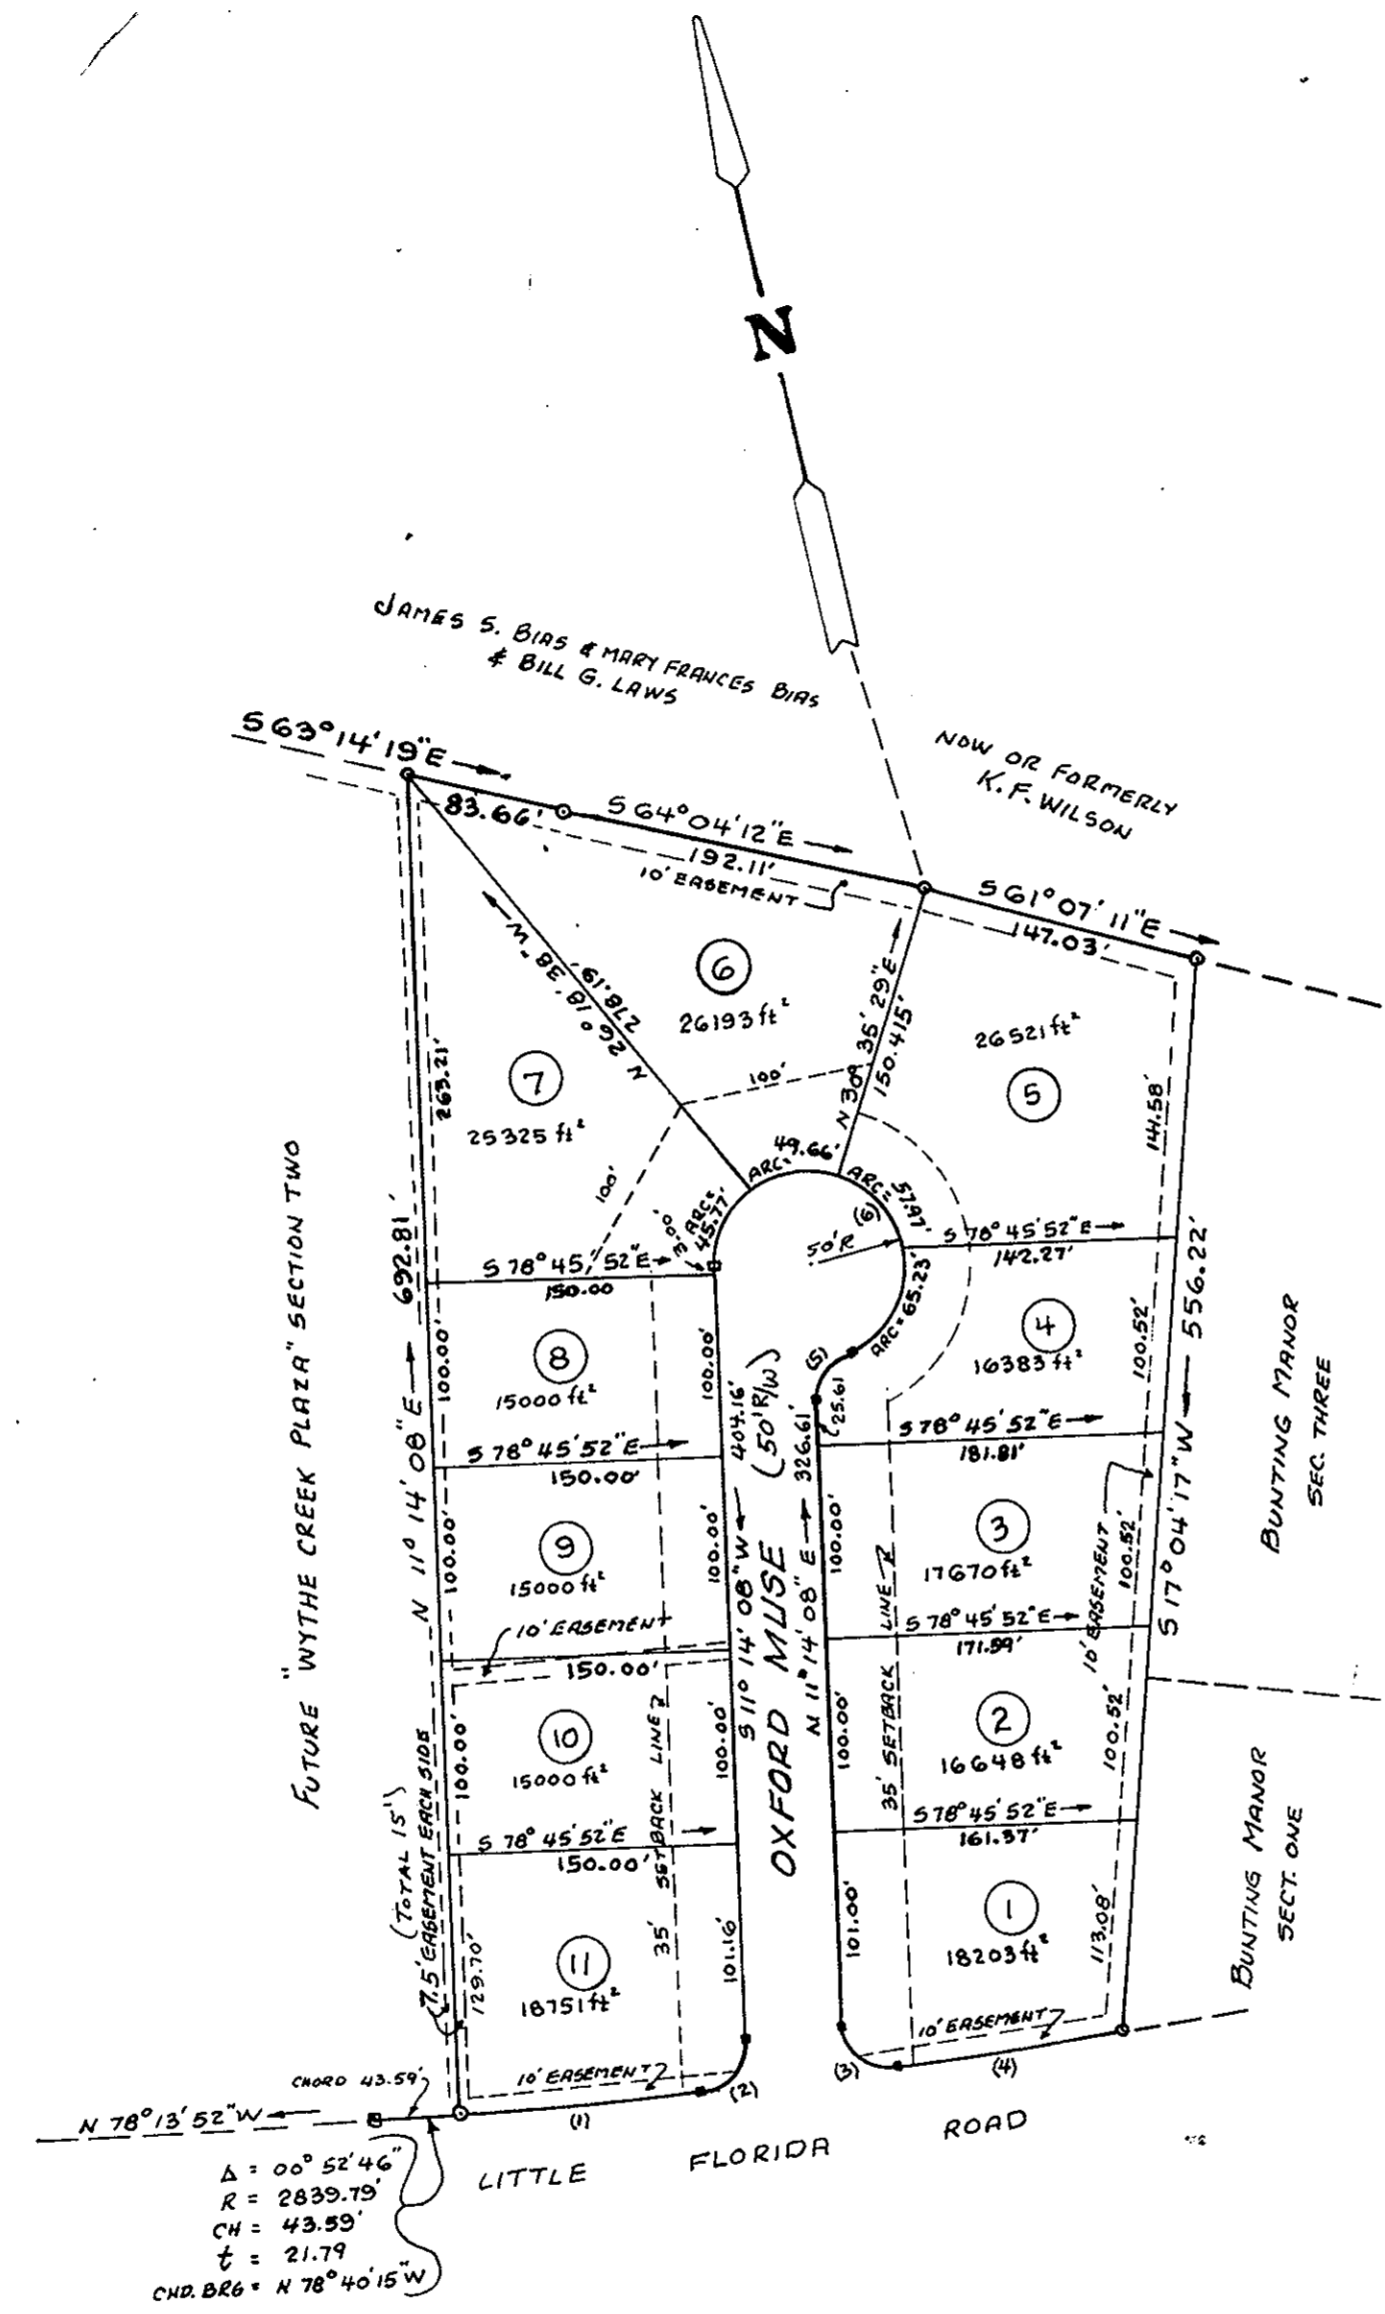 N
JAMES S. BIAS & MARY FRANCES BIAS
& BILL G. LAWS
NOW OR FORMERLY
K. F. WILSON
S 63° 14' 19" E
83.66'
S 64° 04' 12" E
192.11'
10' EASEMENT
S 61° 07' 11" E
147.03'
6
26193 ft²
N 26° 18' 38" W
278.19'
N 30° 35' 29" E
150.415'
26521 ft²
5
7
25325 ft²
263.21'
100'
100'
144.58'
ARC= 49.66'
ARC= 57.97'
ARC= 45.77'
3.00'
(6)
50'R
S 78° 45' 52" E
142.27'
S 78° 45' 52" E
150.00
ARC= 65.23'
(5)
25.61
4
16383 ft²
100.52'
8
15000 ft²
100.00'
100.00'
S 78° 45' 52" E
181.81'
S 78° 45' 52" E
150.00'
9
15000 ft²
100.00'
100.00'
3
17670 ft²
100.00'
100.52'
10' EASEMENT
S 78° 45' 52" E
171.59'
10' EASEMENT
150.00'
10
15000 ft²
100.00'
100.00'
2
16648 ft²
100.00'
100.52'
S 78° 45' 52" E
161.37'
S 78° 45' 52" E
150.00'
11
18751 ft²
129.70'
101.16'
1
18203 ft²
101.00'
113.08'
10' EASEMENT
10' EASEMENT
35' SETBACK LINE
35' SETBACK LINE
FUTURE "WYTHE CREEK PLAZA" SECTION TWO
N 11° 14' 08" E 692.81'
7.5' EASEMENT EACH SIDE
(TOTAL 15')
S 11° 14' 08" W 404.16'
OXFORD MUSE (50' R/W)
N 11° 14' 08" E 326.61'
S 17° 04' 17" W 556.22'
BUNTING MANOR
SEC. THREE
BUNTING MANOR
SECT. ONE
CHORD 43.59'
N 78° 13' 52" W
(1)
(2)
(3)
(4)
LITTLE FLORIDA ROAD
Δ = 00° 52' 46"
R = 2839.79'
CH = 43.59'
t = 21.79
CHD. BRG = N 78° 40' 15" W